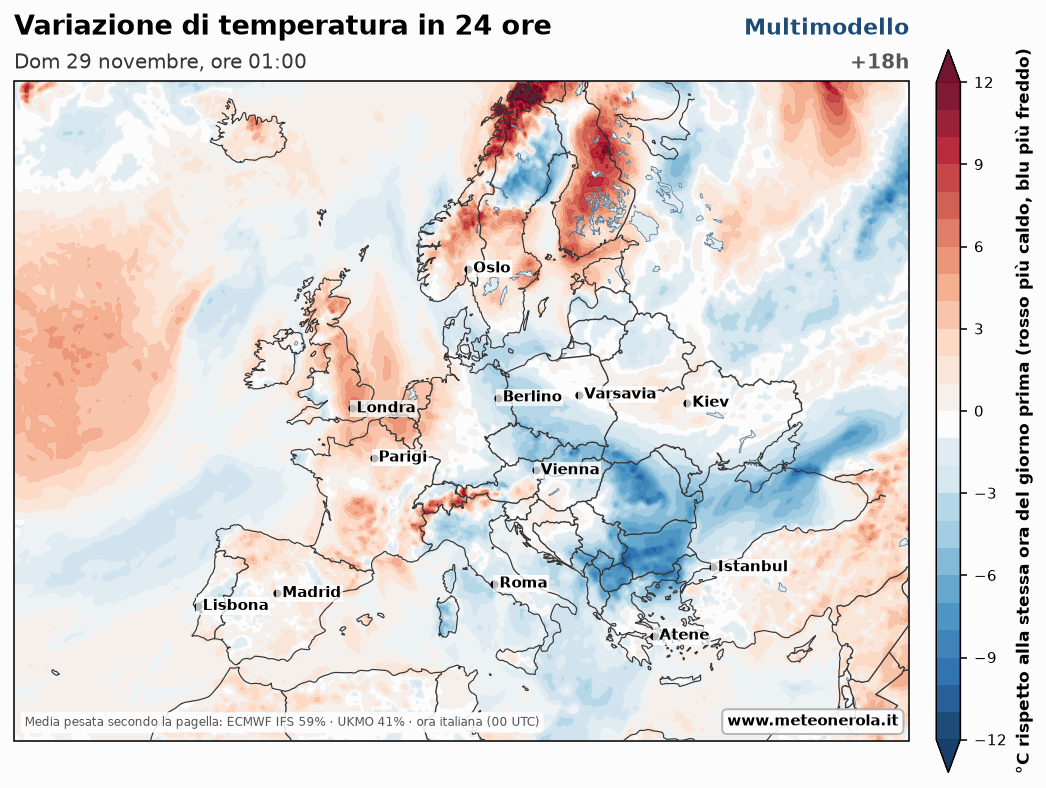 Variazione di temperatura in 24 ore
Multimodello
Dom 29 novembre, ore 01:00
+18h
Oslo
Londra
Berlino
Varsavia
Kiev
Parigi
Vienna
Istanbul
Roma
Madrid
Lisbona
Atene
Media pesata secondo la pagella: ECMWF IFS 59% · UKMO 41% · ora italiana (00 UTC)
www.meteonerola.it
12
9
6
3
0
−3
−6
−9
−12
°C rispetto alla stessa ora del giorno prima (rosso più caldo, blu più freddo)